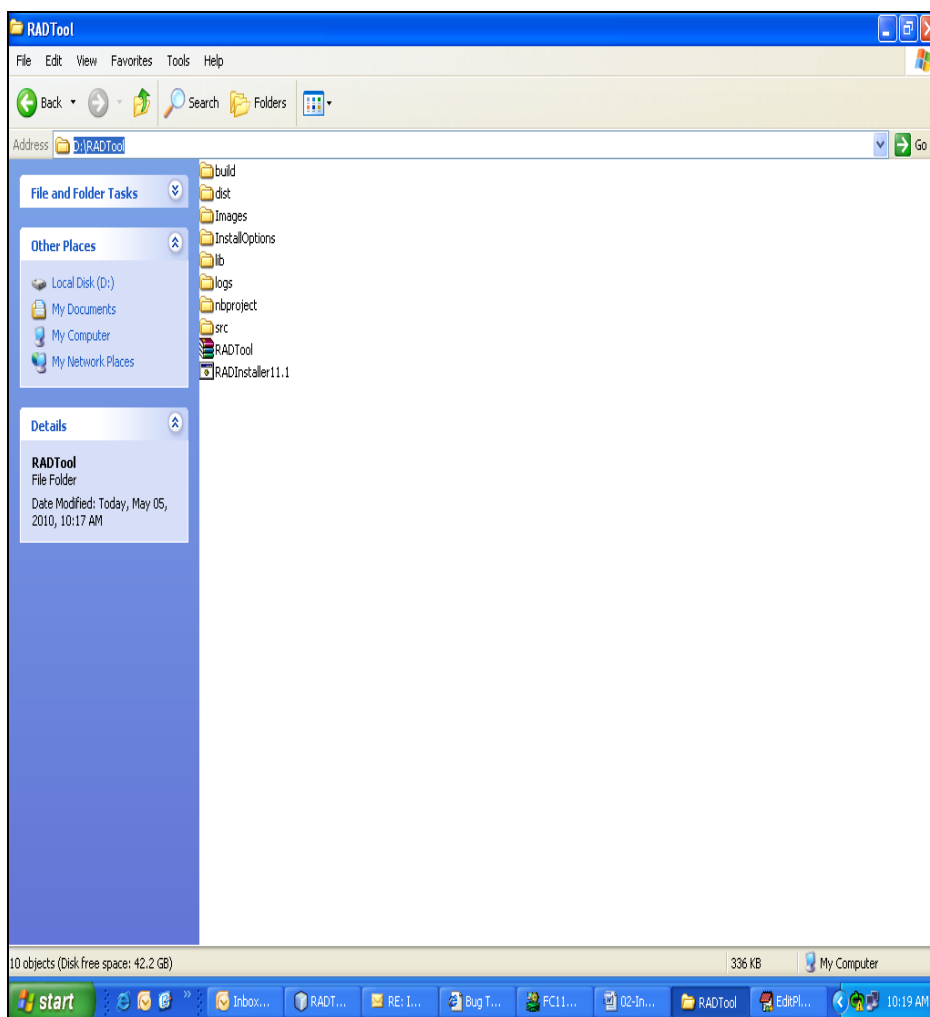 RADTool
File Edit View Favorites Tools Help
Back Search Folders
Address D:\RADTool Go
File and Folder Tasks
Other Places
Local Disk (D:)
My Documents
My Computer
My Network Places
Details
RADTool
File Folder
Date Modified: Today, May 05,
2010, 10:17 AM
build
dist
Images
InstallOptions
lib
logs
nbproject
src
RADTool
RADInstaller11.1
10 objects (Disk free space: 42.2 GB) 336 KB My Computer
start Inbox... RADT... RE: I... Bug T... FC11... 02-In... RADTool EditPl... 10:19 AM